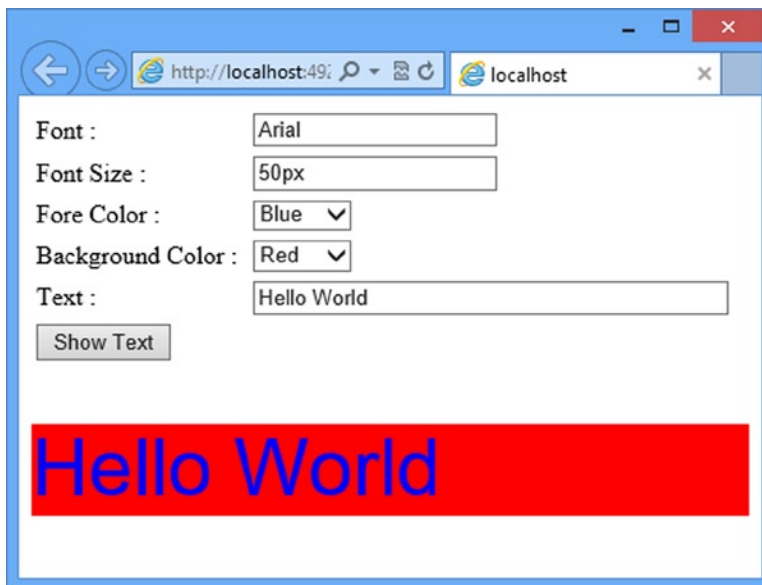 http://localhost:49
localhost
Font : Arial
Font Size : 50px
Fore Color : Blue
Background Color : Red
Text : Hello World
Show Text
Hello World